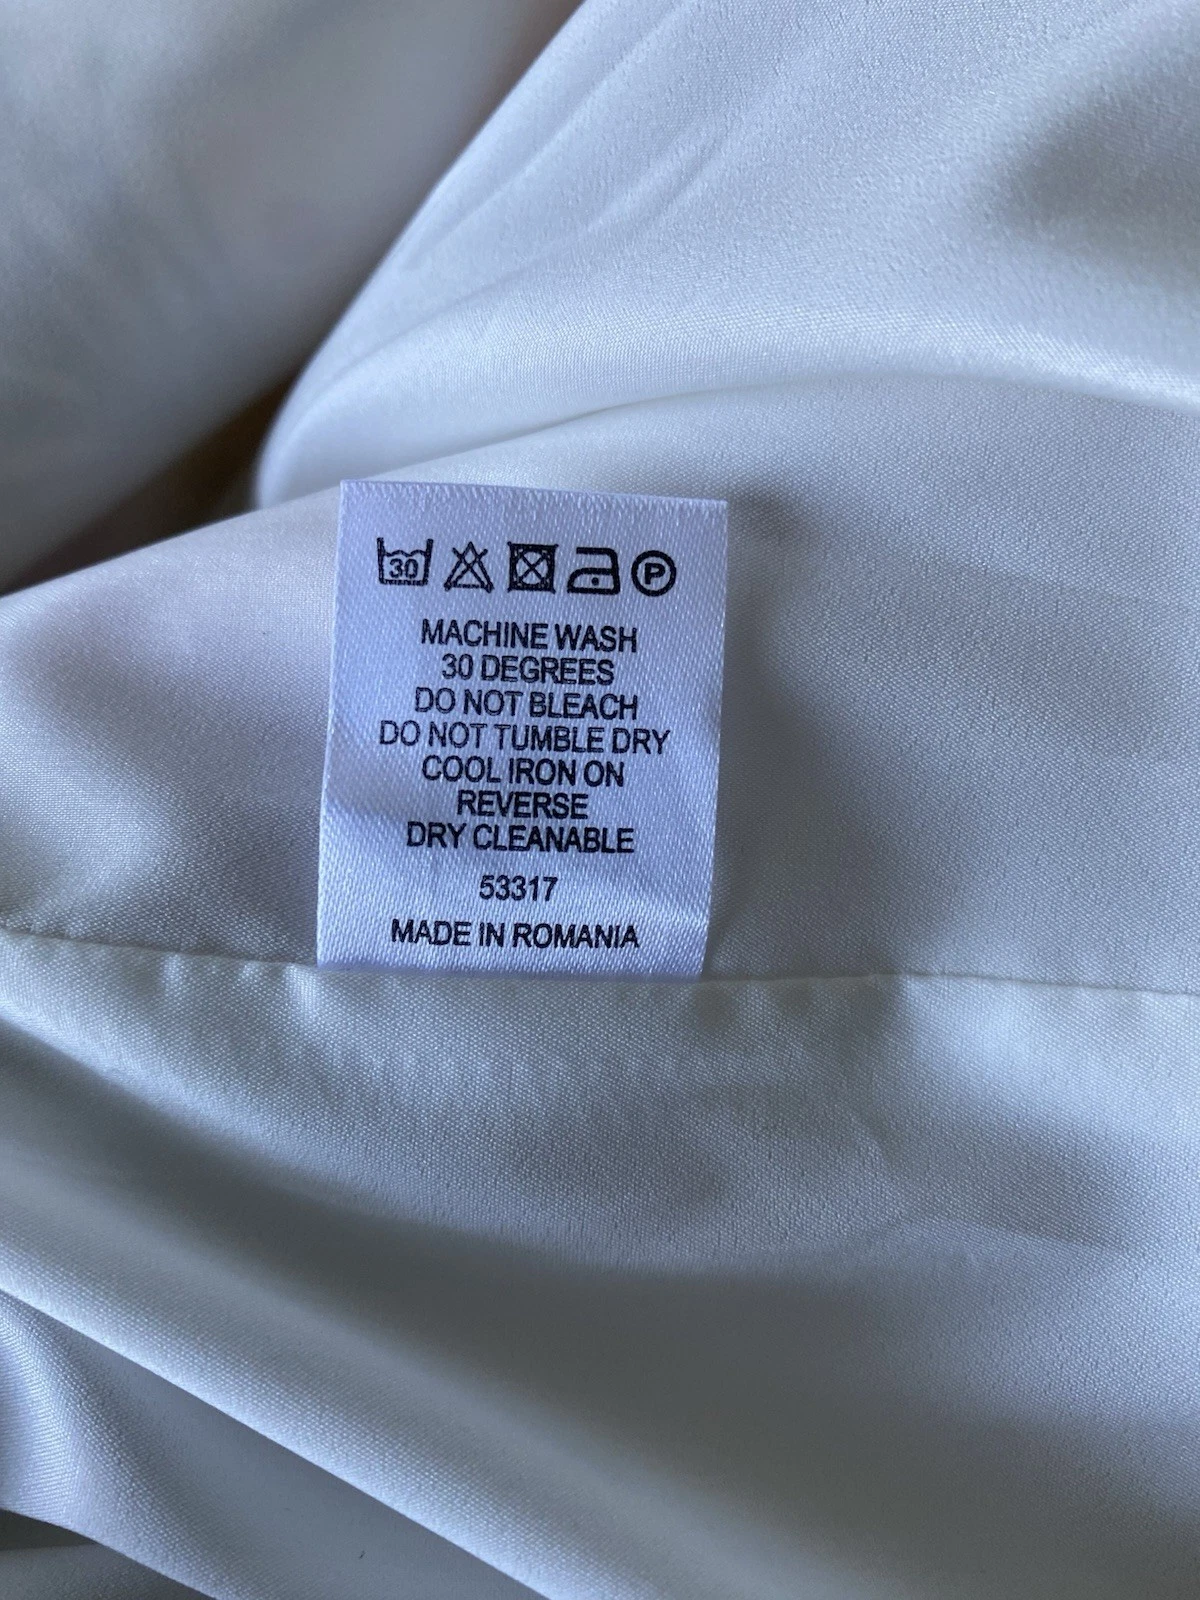 30 P
MACHINE WASH
30 DEGREES
DO NOT BLEACH
DO NOT TUMBLE DRY
COOL IRON ON
REVERSE
DRY CLEANABLE
53317
MADE IN ROMANIA